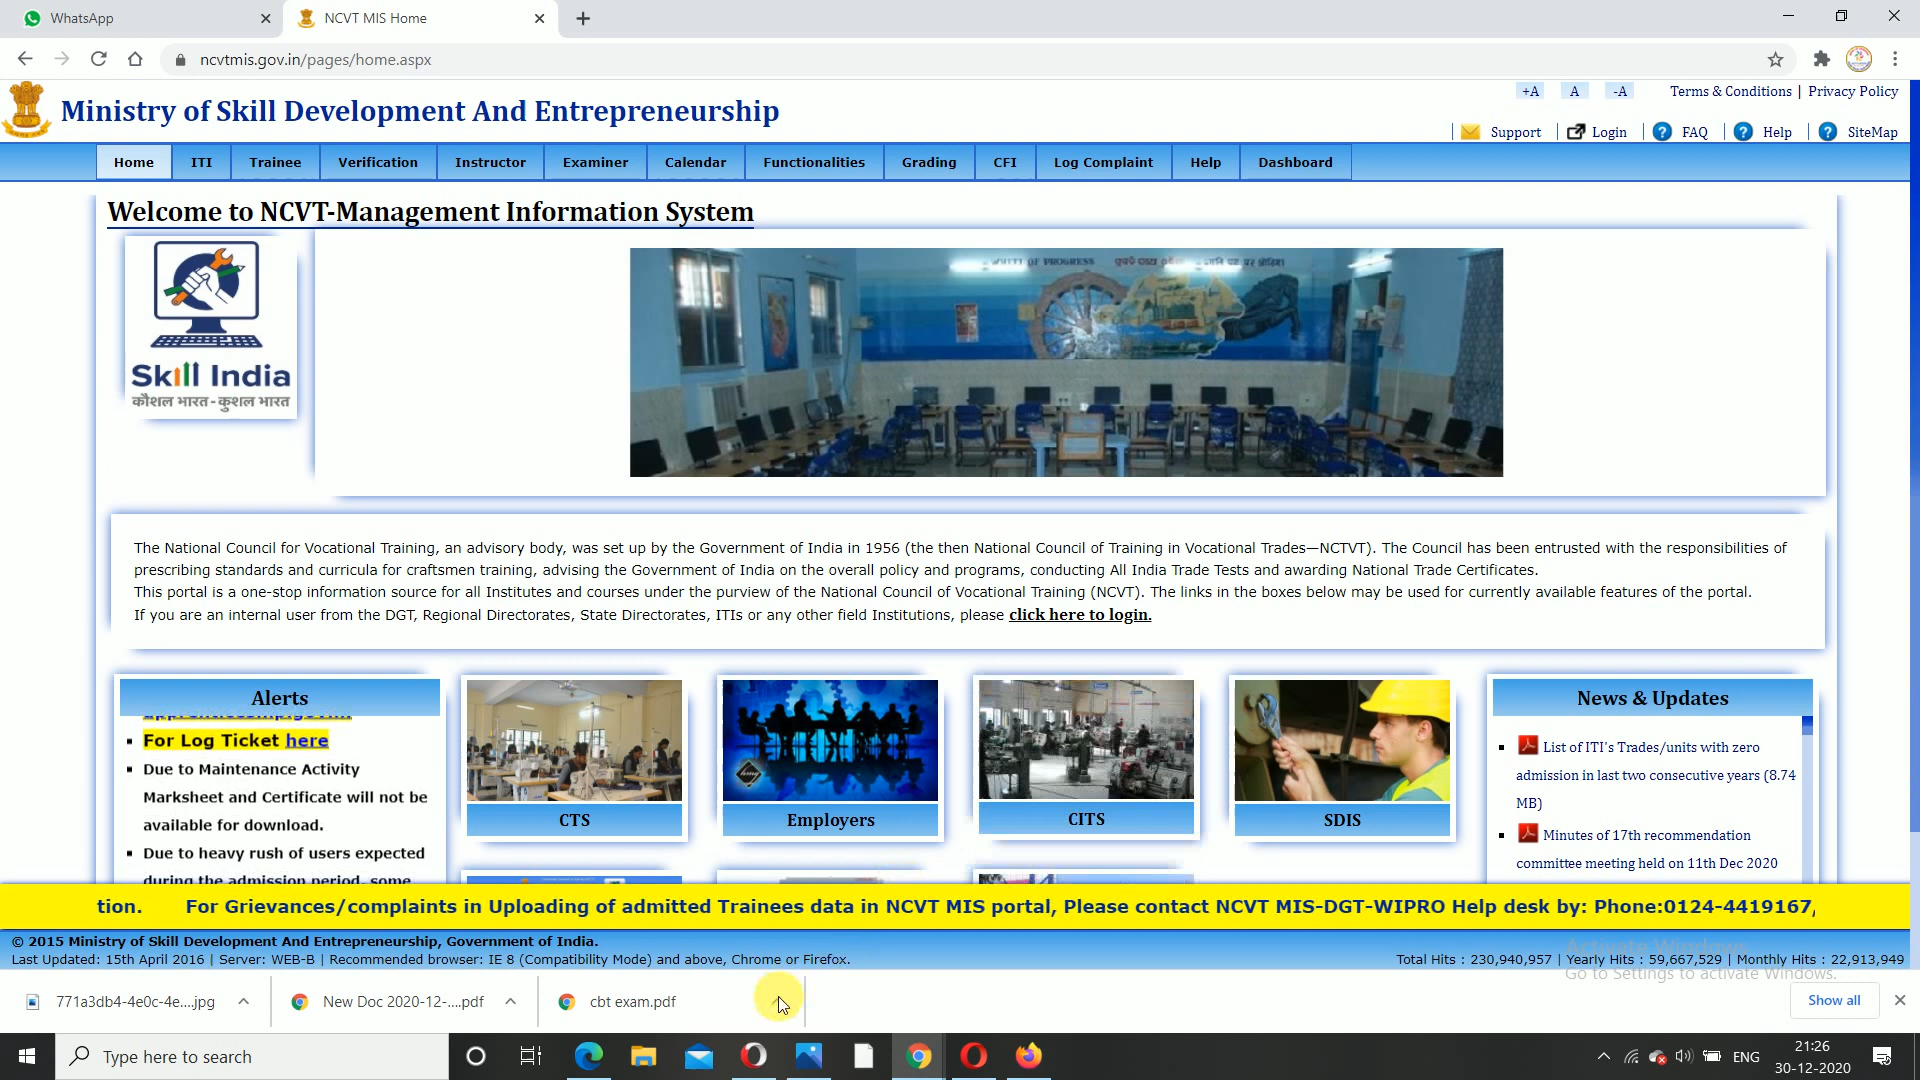 WhatsApp
NCVT MIS Home
ncvtmis.gov.in/pages/home.aspx
+A A -A Terms & Conditions | Privacy Policy
Ministry of Skill Development And Entrepreneurship
Support Login FAQ Help SiteMap
Home ITI Trainee Verification Instructor Examiner Calendar Functionalities Grading CFI Log Complaint Help Dashboard
Welcome to NCVT-Management Information System
Skill India
कौशल भारत - कुशल भारत
OF PROGRESS
The National Council for Vocational Training, an advisory body, was set up by the Government of India in 1956 (the then National Council of Training in Vocational Trades—NCTVT). The Council has been entrusted with the responsibilities of
prescribing standards and curricula for craftsmen training, advising the Government of India on the overall policy and programs, conducting All India Trade Tests and awarding National Trade Certificates.
This portal is a one-stop information source for all Institutes and courses under the purview of the National Council of Vocational Training (NCVT). The links in the boxes below may be used for currently available features of the portal.
If you are an internal user from the DGT, Regional Directorates, State Directorates, ITIs or any other field Institutions, please click here to login.
Alerts
For Log Ticket here
Due to Maintenance Activity
Marksheet and Certificate will not be
available for download.
Due to heavy rush of users expected
during the admission period, some
CTS
Employers
CITS
SDIS
News & Updates
List of ITI's Trades/units with zero
admission in last two consecutive years (8.74
MB)
Minutes of 17th recommendation
committee meeting held on 11th Dec 2020
tion. For Grievances/complaints in Uploading of admitted Trainees data in NCVT MIS portal, Please contact NCVT MIS-DGT-WIPRO Help desk by: Phone:0124-4419167,
© 2015 Ministry of Skill Development And Entrepreneurship, Government of India.
Last Updated: 15th April 2016 | Server: WEB-B | Recommended browser: IE 8 (Compatibility Mode) and above, Chrome or Firefox.
Total Hits : 230,940,957 | Yearly Hits : 59,667,529 | Monthly Hits : 22,913,949
Activate Windows
Go to Settings to activate Windows.
771a3db4-4e0c-4e....jpg
New Doc 2020-12-....pdf
cbt exam.pdf
Show all
Type here to search
ENG
21:26
30-12-2020